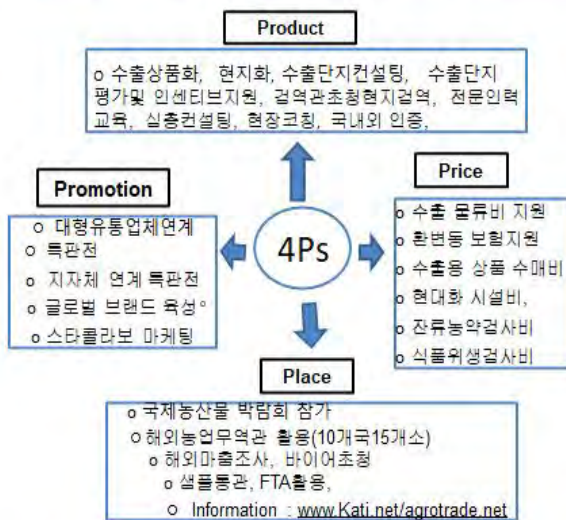 Product
o 수출상품화, 현지화, 수출단지컨설팅, 수출단지
평가및 인센티브지원, 검역관초청현지검역, 전문인력
교육, 심층컨설팅, 현장코칭, 국내외 인증,
Promotion
o 대형유통업체연계
o 특판전
o 지자체 연계 특판전
o 글로벌 브랜드 육성o
o 스타콜라보 마케팅
4Ps
Price
o 수출 물류비 지원
o 환변동 보험지원
o 수출용 상품 수매비
o 현대화 시설비,
o 잔류농약검사비
o 식품위생검사비
Place
o 국제농산물 박람회 참가
o 해외농업무역관 활용(10개국15개소)
o 해외마출조사, 바이어초청
o 샘플통관, FTA활용,
o Information : www.Kati.net/agrotrade.net